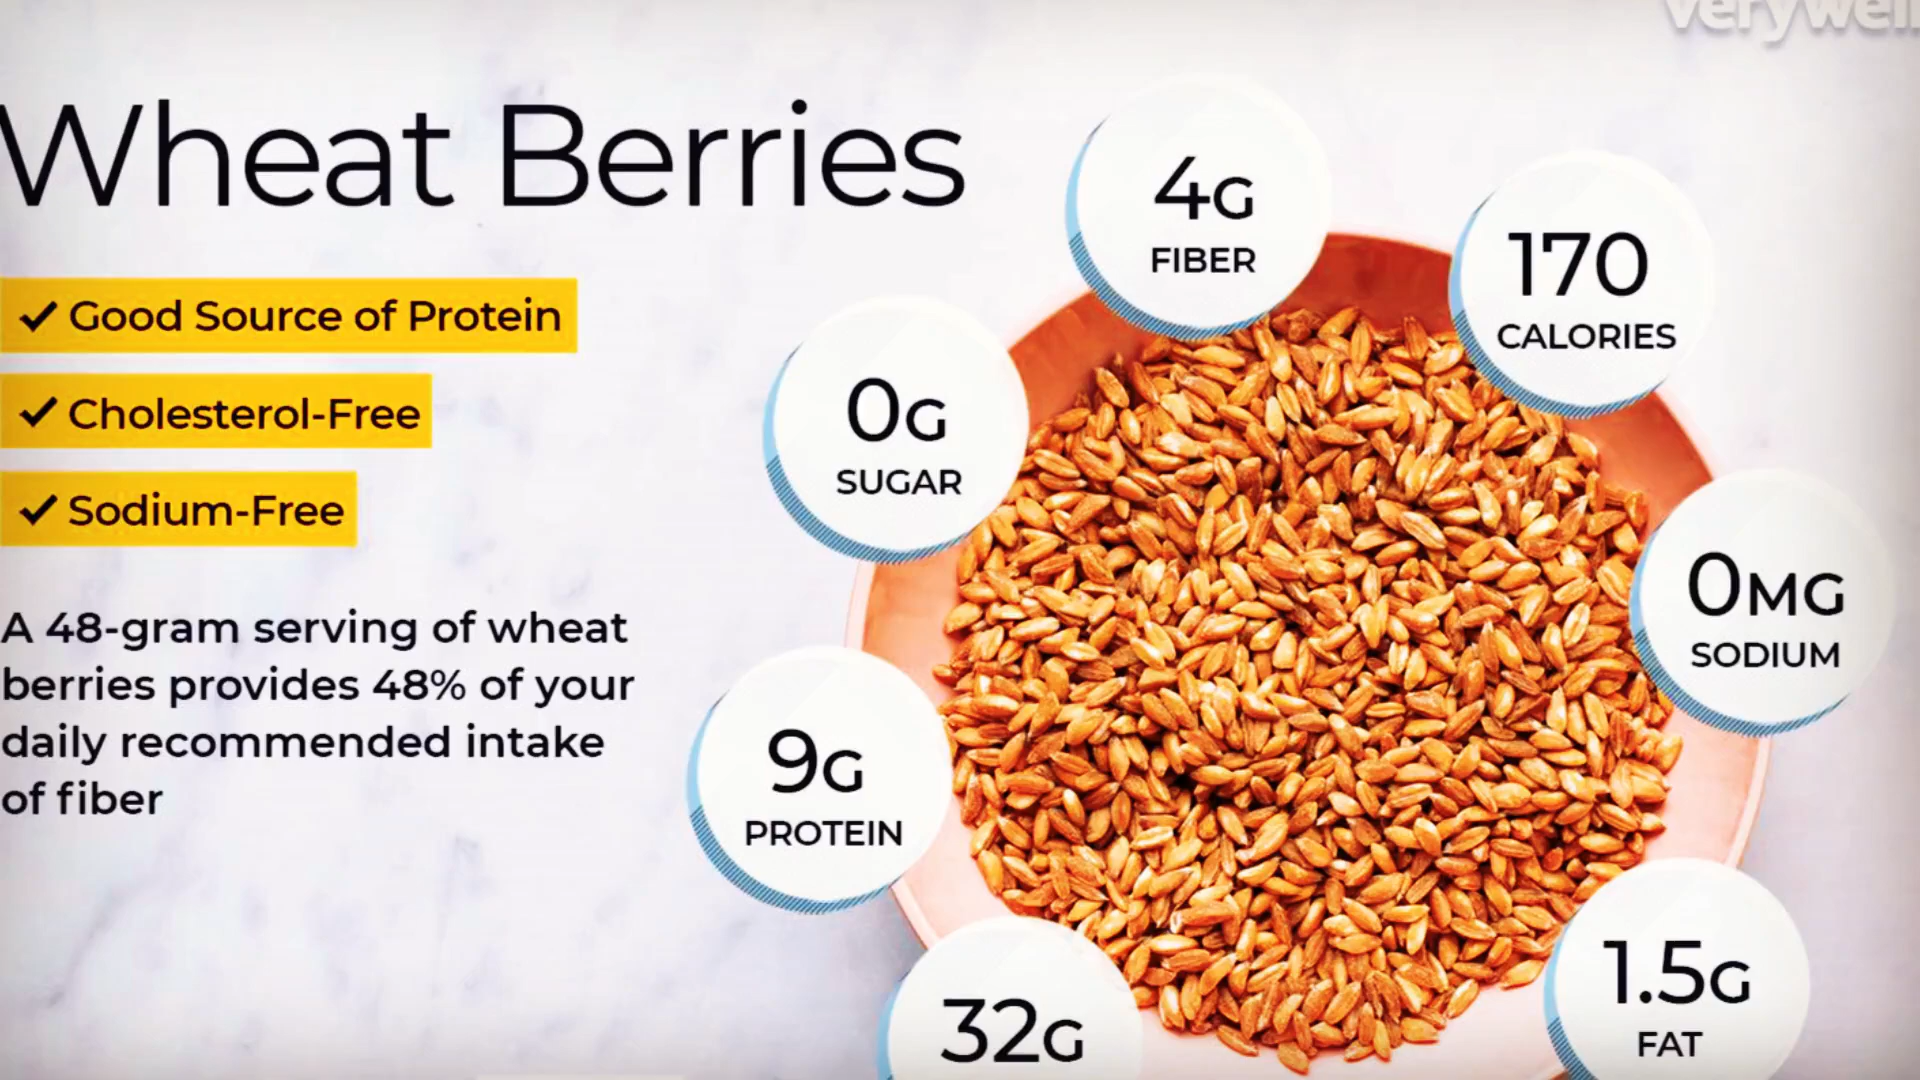 verywell
Wheat Berries
✓ Good Source of Protein
✓ Cholesterol-Free
✓ Sodium-Free
A 48-gram serving of wheat
berries provides 48% of your
daily recommended intake
of fiber
4G
FIBER
170
CALORIES
0G
SUGAR
0MG
SODIUM
9G
PROTEIN
32G
1.5G
FAT